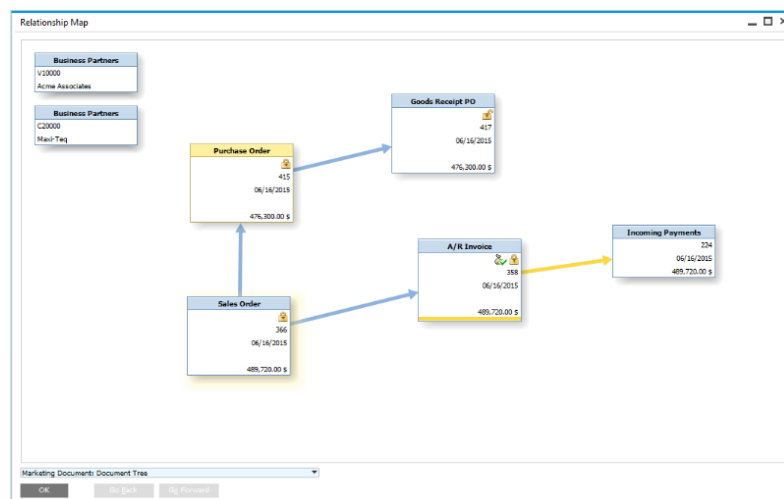 Relationship Map
Business Partners
V10000
Acme Associates
Business Partners
C20000
Maxi-Teq
Goods Receipt PO
417
06/16/2015
476,300.00 $
Purchase Order
415
06/16/2015
476,300.00 $
A/R Invoice
358
06/16/2015
489,720.00 $
Incoming Payments
224
06/16/2015
489,720.00 $
Sales Order
366
06/16/2015
489,720.00 $
Marketing Document: Document Tree
OK
Go Back
Go Forward